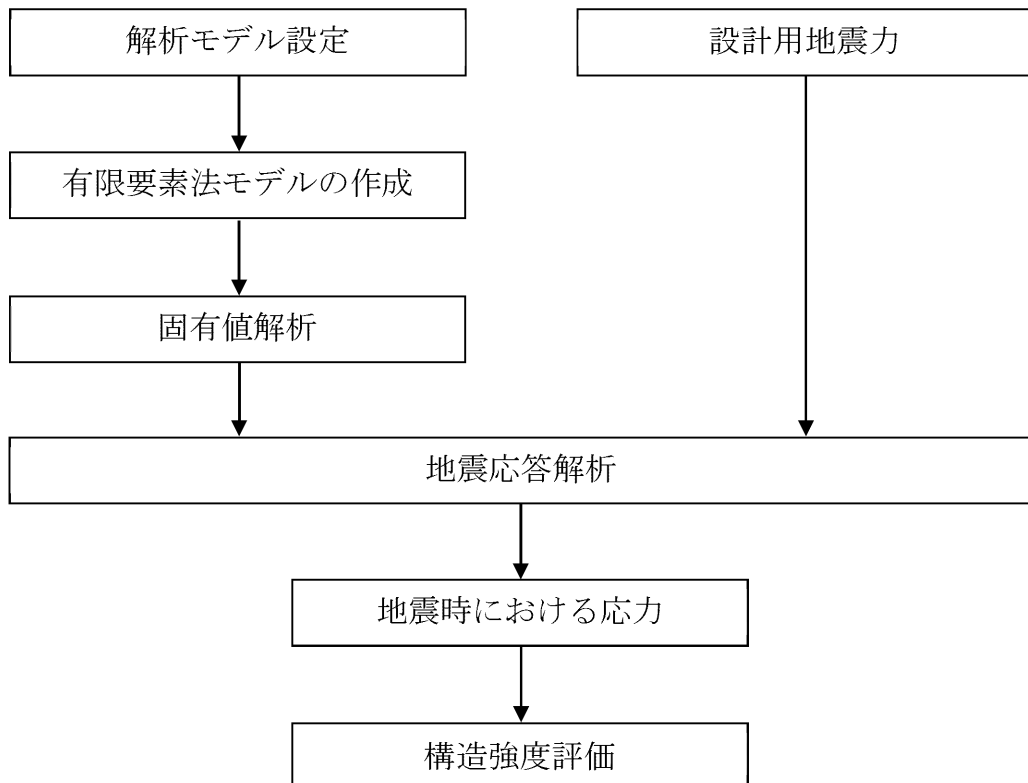 解析モデル設定
設計用地震力
有限要素法モデルの作成
固有値解析
地震応答解析
地震時における応力
構造強度評価